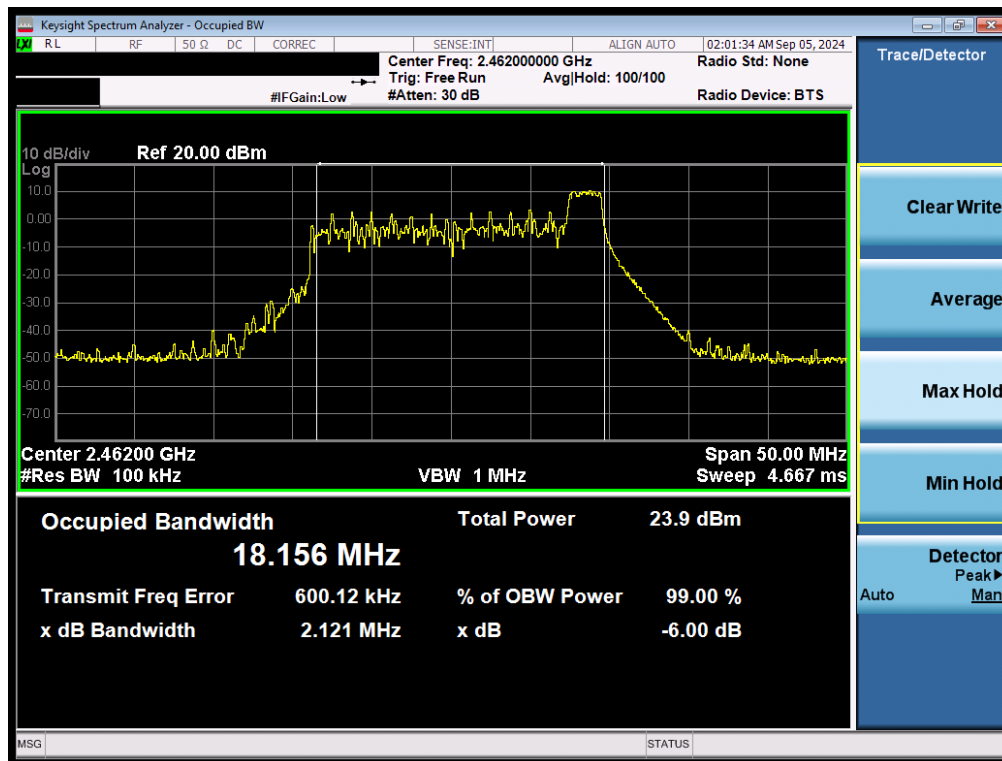 Keysight Spectrum Analyzer - Occupied BW
LXI RL RF 50 Ω DC CORREC SENSE:INT ALIGN AUTO 02:01:34 AM Sep 05, 2024
Center Freq: 2.462000000 GHz Radio Std: None
Trig: Free Run Avg|Hold: 100/100
#IFGain:Low #Atten: 30 dB Radio Device: BTS
Trace/Detector
10 dB/div Ref 20.00 dBm
Log
10.0
0.00
-10.0
-20.0
-30.0
-40.0
-50.0
-60.0
-70.0
Center 2.46200 GHz Span 50.00 MHz
#Res BW 100 kHz VBW 1 MHz Sweep 4.667 ms
Occupied Bandwidth Total Power 23.9 dBm
18.156 MHz
Transmit Freq Error 600.12 kHz % of OBW Power 99.00 %
x dB Bandwidth 2.121 MHz x dB -6.00 dB
Clear Write
Average
Max Hold
Min Hold
Detector
Peak▶
Auto Man
MSG STATUS